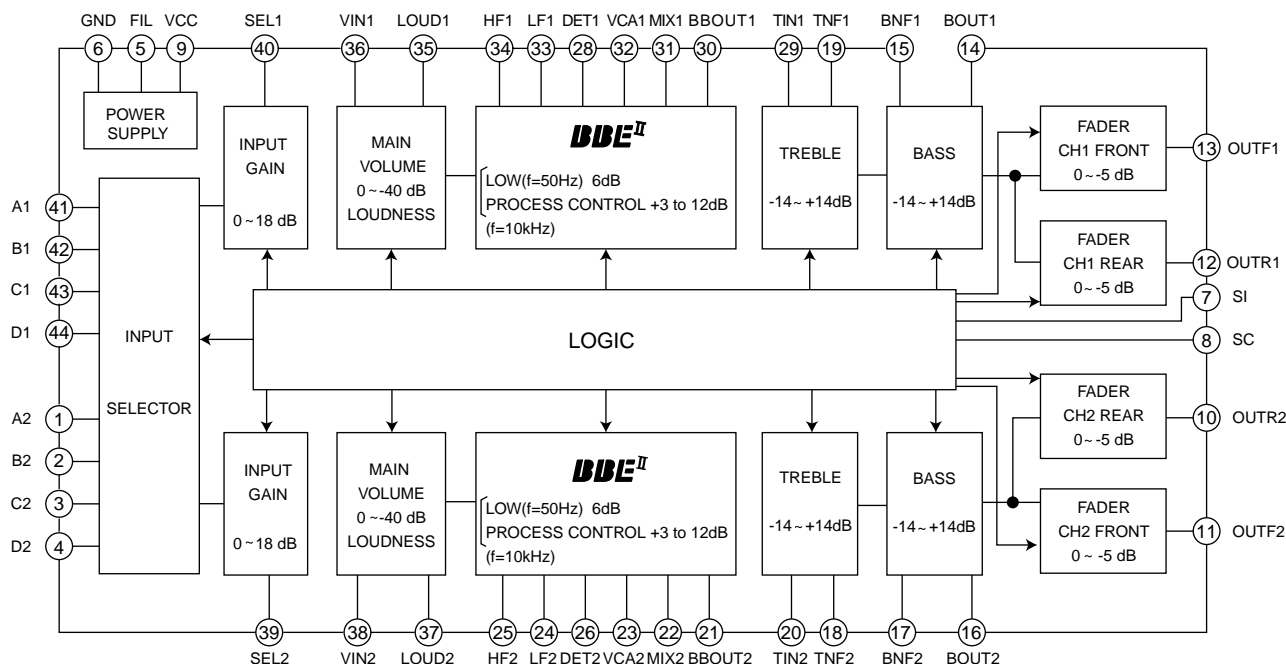 GND FIL VCC SEL1 VIN1 LOUD1 HF1 LF1 DET1 VCA1 MIX1 BBOUT1 TIN1 TNF1 BNF1 BOUT1
6 5 9 40 36 35 34 33 28 32 31 30 29 19 15 14
POWER
SUPPLY
INPUT
GAIN
0 ~ 18 dB
MAIN
VOLUME
0 ~ -40 dB
LOUDNESS
BBE II
LOW(f=50Hz) 6dB
PROCESS CONTROL +3 to 12dB
(f=10kHz)
TREBLE
-14 ~ +14dB
BASS
-14 ~ +14dB
FADER
CH1 FRONT
0 ~ -5 dB
13 OUTF1
FADER
CH1 REAR
0 ~ -5 dB
12 OUTR1
7 SI
8 SC
A1 41
B1 42
C1 43
D1 44
A2 1
B2 2
C2 3
D2 4
INPUT
SELECTOR
LOGIC
FADER
CH2 REAR
0 ~ -5 dB
10 OUTR2
FADER
CH2 FRONT
0 ~ -5 dB
11 OUTF2
INPUT
GAIN
0 ~ 18 dB
MAIN
VOLUME
0 ~ -40 dB
LOUDNESS
BBE II
LOW(f=50Hz) 6dB
PROCESS CONTROL +3 to 12dB
(f=10kHz)
TREBLE
-14 ~ +14dB
BASS
-14 ~ +14dB
39 38 37 25 24 26 23 22 21 20 18 17 16
SEL2 VIN2 LOUD2 HF2 LF2 DET2 VCA2 MIX2 BBOUT2 TIN2 TNF2 BNF2 BOUT2